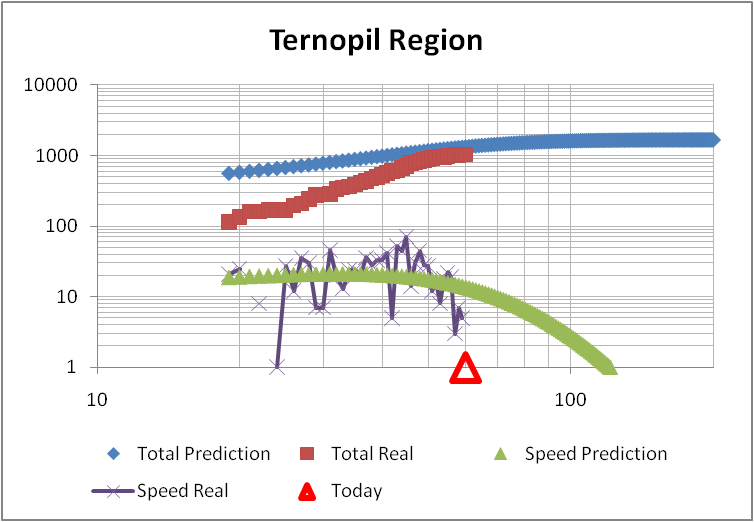 Ternopil Region
10000
1000
100
10
1
10 100
Total Prediction Total Real Speed Prediction
Speed Real Today